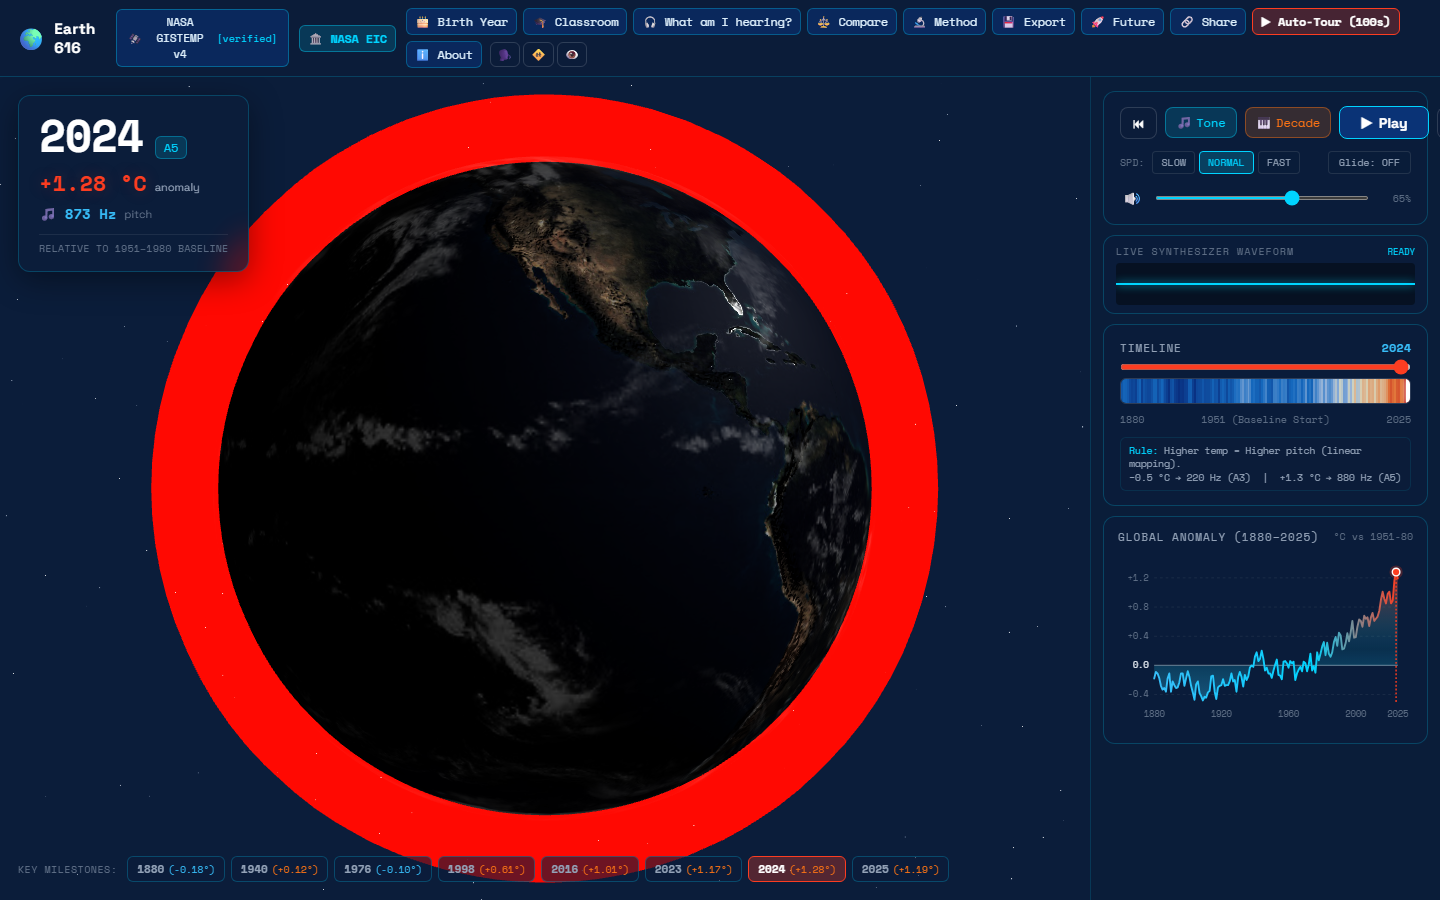 Earth
616
NASA
GISTEMP
v4
[verified]
NASA EIC
Birth Year
Classroom
What am I hearing?
Compare
Method
Export
Future
Share
Auto-Tour (100s)
About
2024
A5
+1.28 °C anomaly
873 Hz pitch
RELATIVE TO 1951–1980 BASELINE
Tone
Decade
Play
SPD:
SLOW
NORMAL
FAST
Glide: OFF
65%
LIVE SYNTHESIZER WAVEFORM
READY
TIMELINE
2024
1880
1951 (Baseline Start)
2025
Rule: Higher temp = Higher pitch (linear
mapping).
-0.5 °C → 220 Hz (A3) | +1.3 °C → 880 Hz (A5)
GLOBAL ANOMALY (1880–2025)
°C vs 1951-80
+1.2
+0.8
+0.4
0.0
-0.4
1880
1920
1960
2000
2025
KEY MILESTONES:
1880 (-0.18°)
1940 (+0.12°)
1976 (-0.10°)
1998 (+0.61°)
2016 (+1.01°)
2023 (+1.17°)
2024 (+1.28°)
2025 (+1.19°)